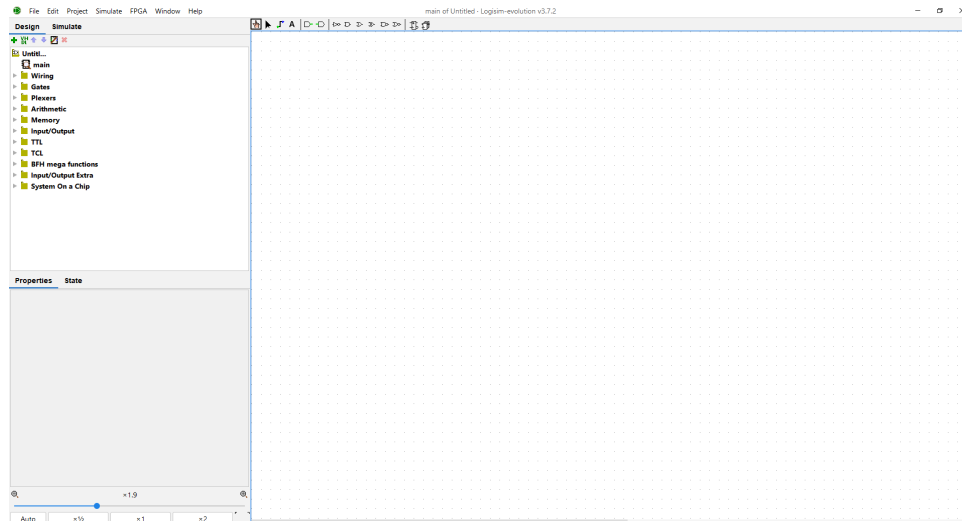 File Edit Project Simulate FPGA Window Help
main of Untitled - Logisim-evolution v3.7.2
Design Simulate
A
Untitl...
main
Wiring
Gates
Plexers
Arithmetic
Memory
Input/Output
TTL
TCL
BFH mega functions
Input/Output Extra
System On a Chip
Properties State
×1.9
Auto ×½ ×1 ×2